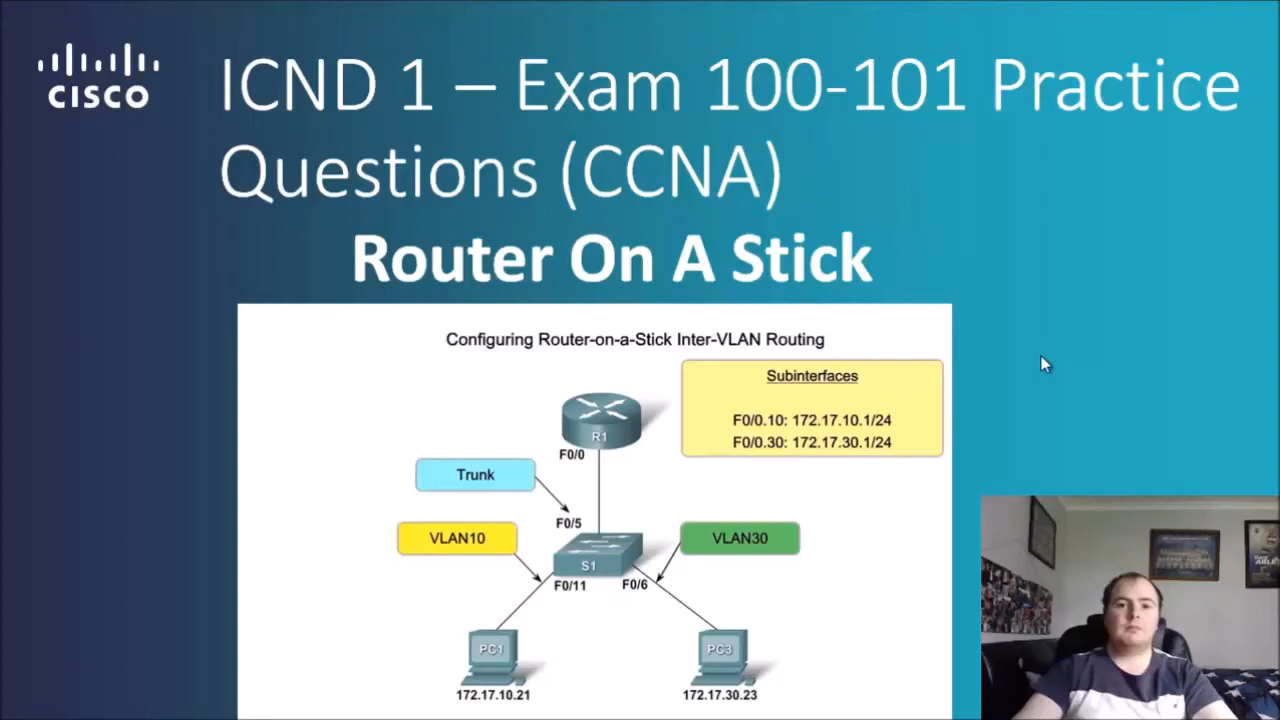 CISCO
ICND 1 – Exam 100-101 Practice
Questions (CCNA)
Router On A Stick
Configuring Router-on-a-Stick Inter-VLAN Routing
Subinterfaces
F0/0.10: 172.17.10.1/24
F0/0.30: 172.17.30.1/24
R1
F0/0
Trunk
F0/5
VLAN10
VLAN30
S1
F0/11
F0/6
PC1
PC3
172.17.10.21
172.17.30.23